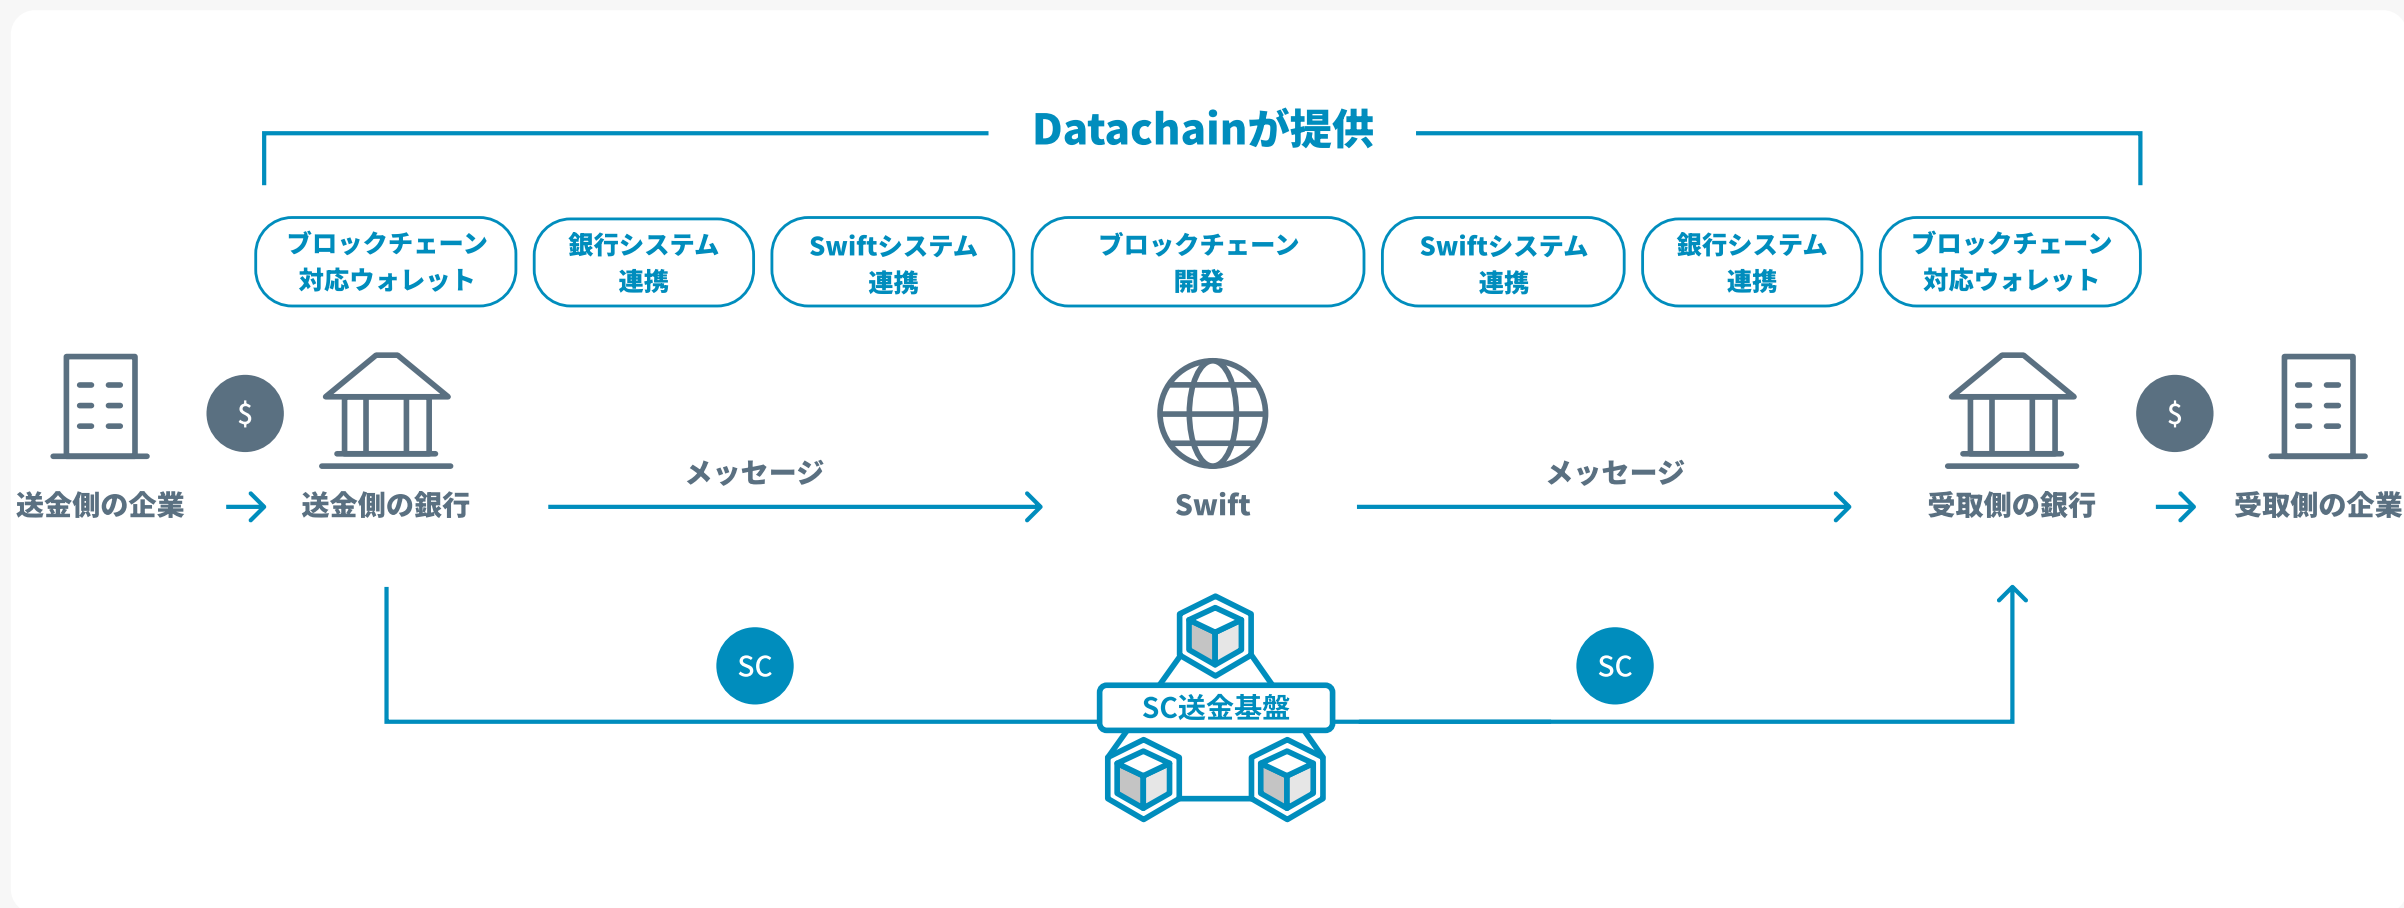 Datachainが提供
ブロックチェーン
対応ウォレット
銀行システム
連携
Swiftシステム
連携
ブロックチェーン
開発
Swiftシステム
連携
銀行システム
連携
ブロックチェーン
対応ウォレット
$
$
メッセージ
メッセージ
送金側の企業
送金側の銀行
Swift
受取側の銀行
受取側の企業
SC
SC
SC送金基盤